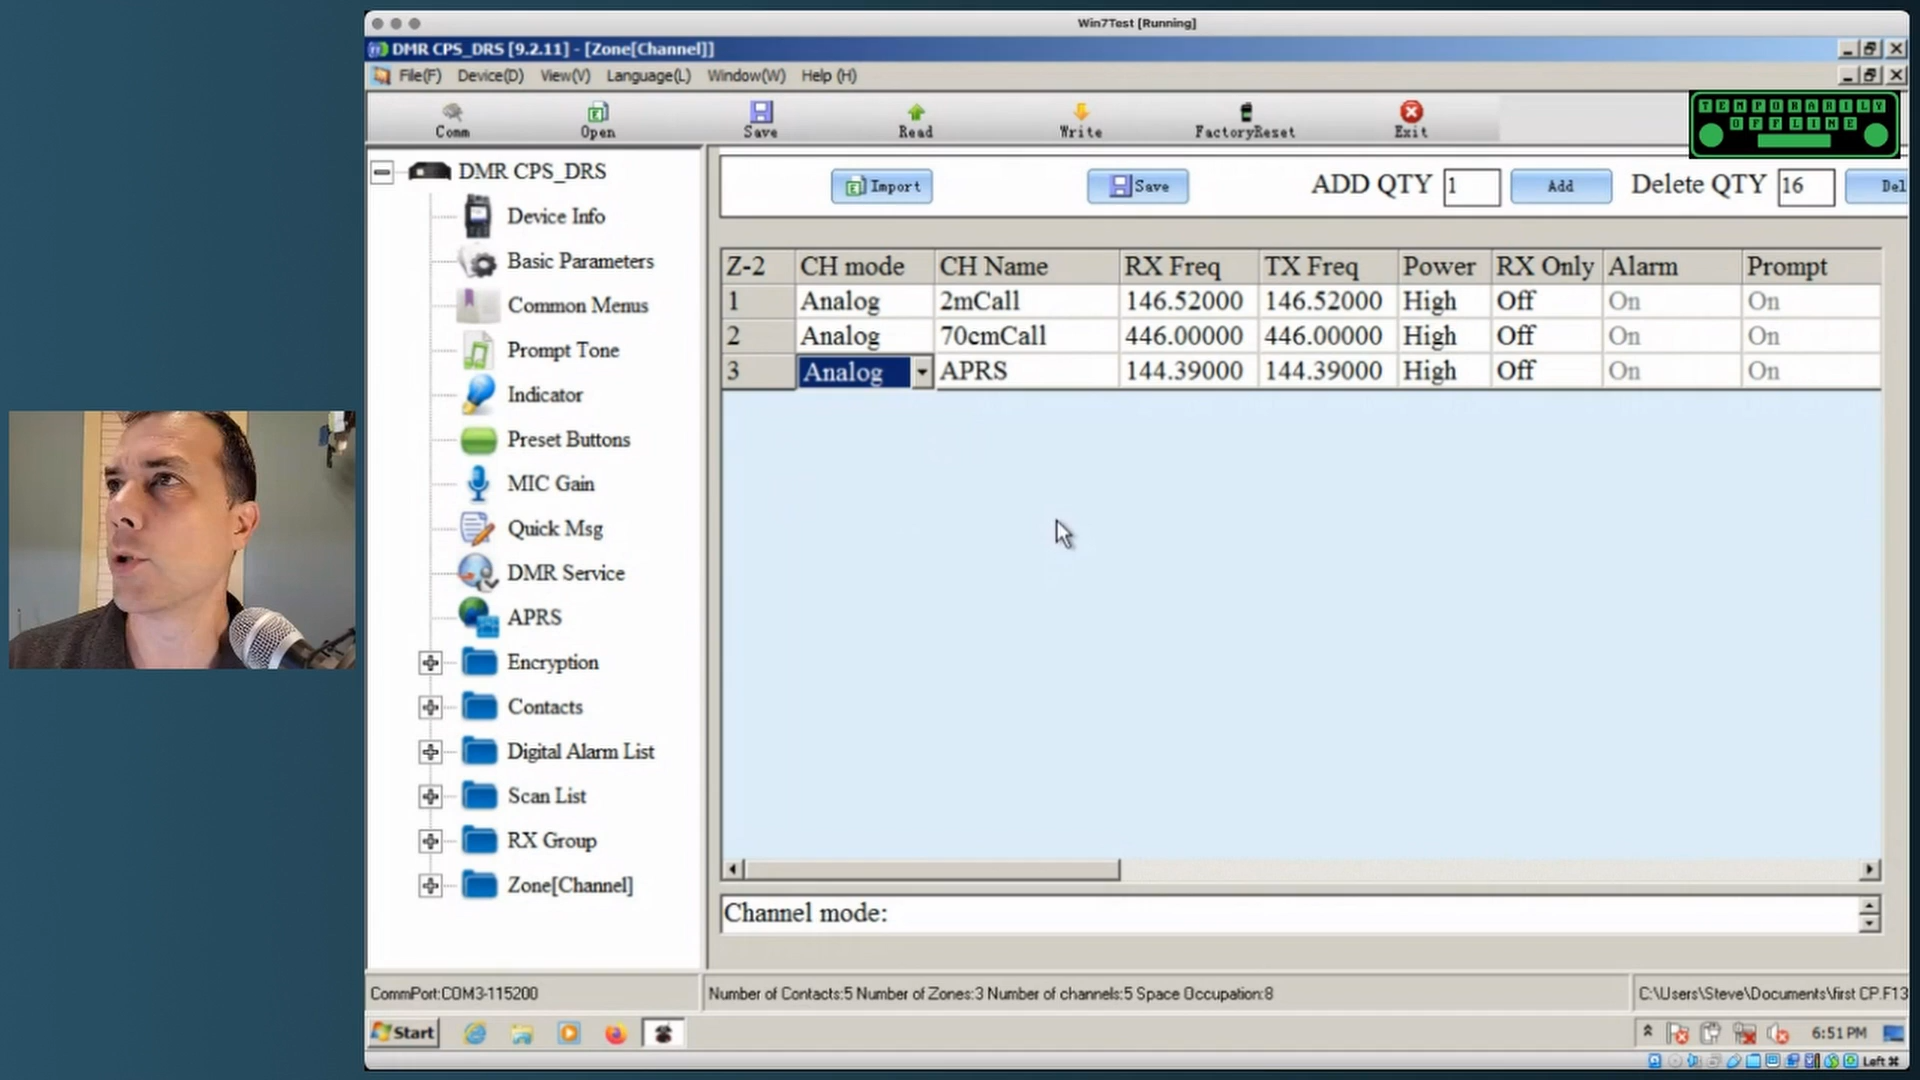 Win7Test [Running]
DMR CPS_DRS [9.2.11] - [Zone[Channel]]
File(F) Device(D) View(V) Language(L) Window(W) Help (H)
Comm Open Save Read Write FactoryReset Exit
TEMPORARILY
OFFLINE
DMR CPS_DRS
Device Info
Basic Parameters
Common Menus
Prompt Tone
Indicator
Preset Buttons
MIC Gain
Quick Msg
DMR Service
APRS
Encryption
Contacts
Digital Alarm List
Scan List
RX Group
Zone[Channel]
Import Save ADD QTY 1 Add Delete QTY 16 Del
Z-2 CH mode CH Name RX Freq TX Freq Power RX Only Alarm Prompt
1 Analog 2mCall 146.52000 146.52000 High Off On On
2 Analog 70cmCall 446.00000 446.00000 High Off On On
3 Analog APRS 144.39000 144.39000 High Off On On
Channel mode:
CommPort:COM3-115200 Number of Contacts:5 Number of Zones:3 Number of channels:5 Space Occupation:8 C:\Users\Steve\Documents\first CP.F13
Start 6:51 PM
Left ⌘